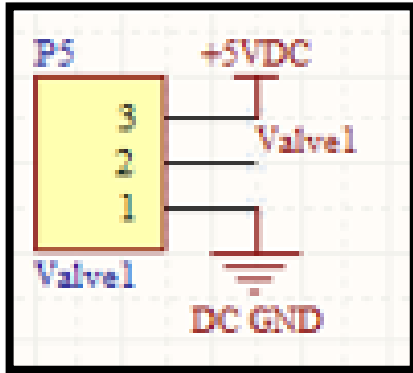 P5
+5VDC
3
Valve1
2
1
Valve1
DC GND